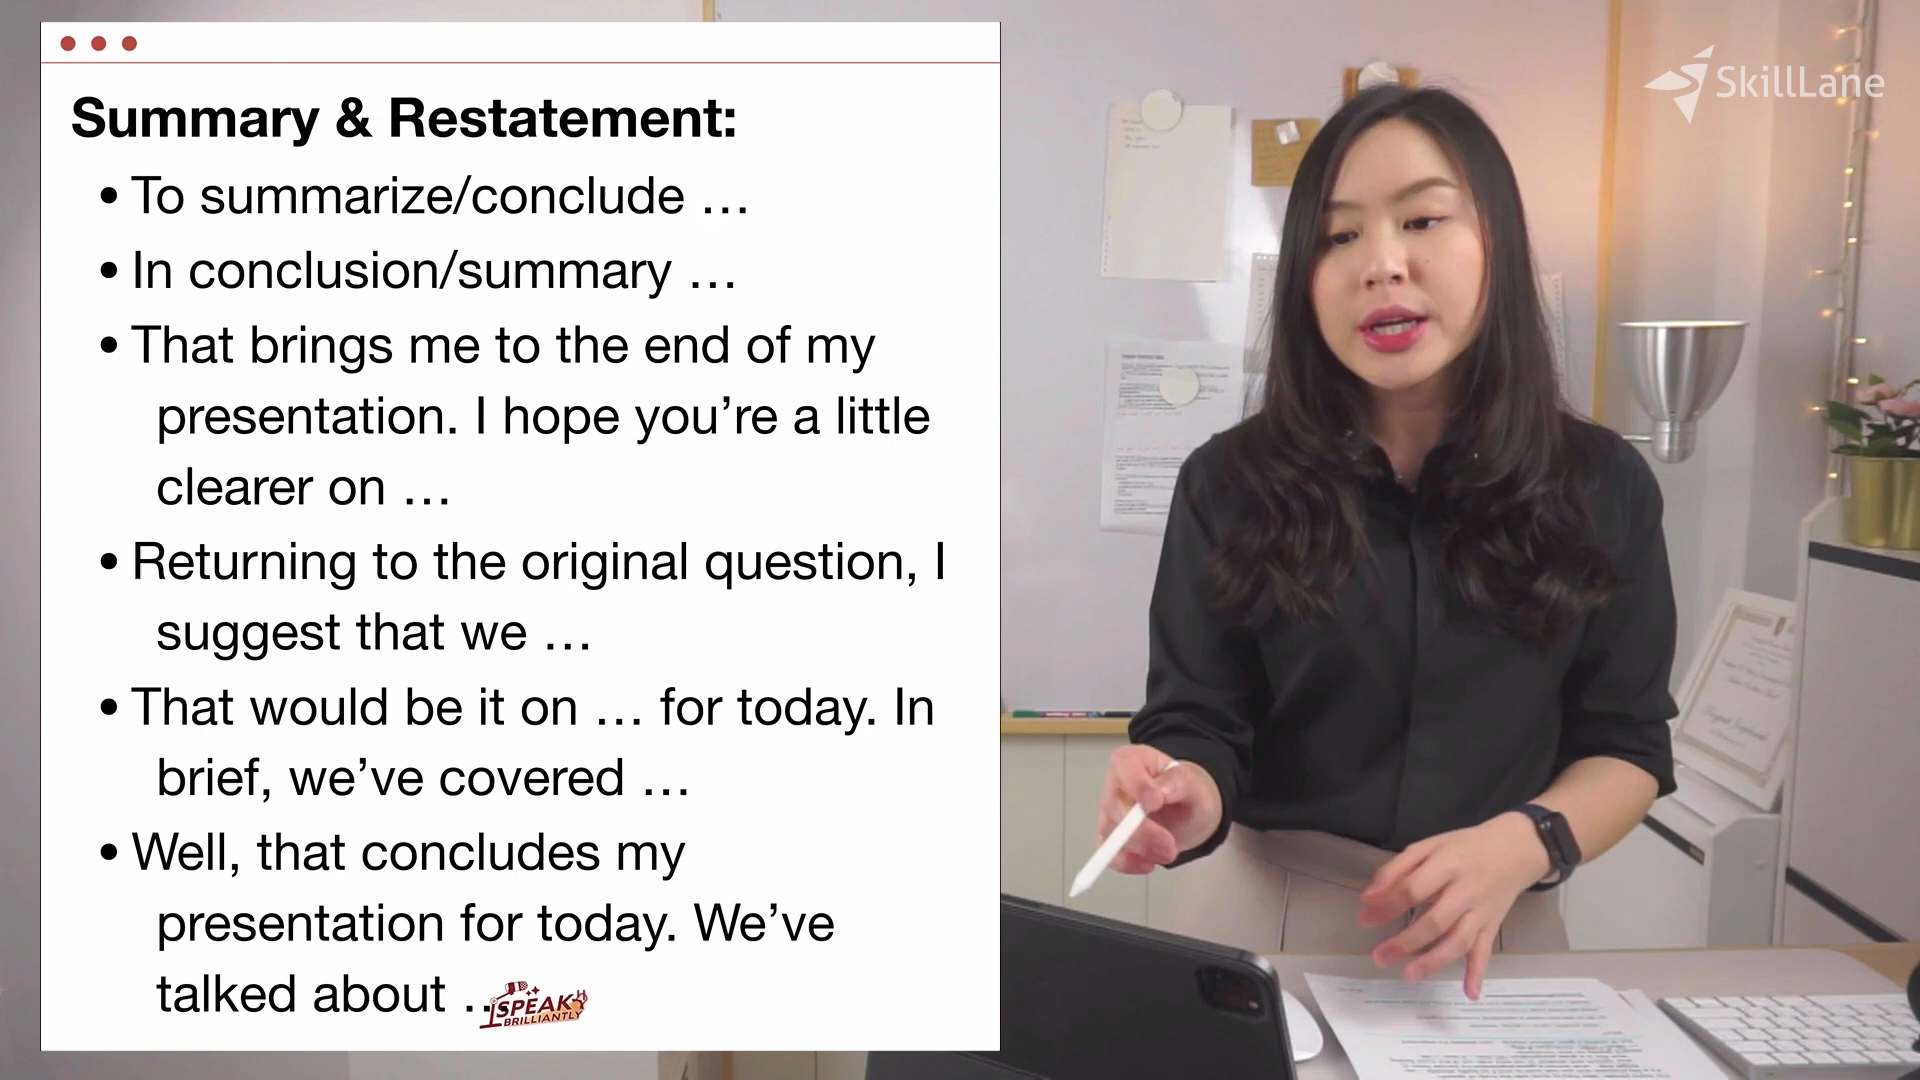 SkillLane
Summary & Restatement:
• To summarize/conclude …
• In conclusion/summary …
• That brings me to the end of my
presentation. I hope you’re a little
clearer on …
• Returning to the original question, I
suggest that we …
• That would be it on … for today. In
brief, we’ve covered …
• Well, that concludes my
presentation for today. We’ve
talked about ..
SPEAK
BRILLIANTLY